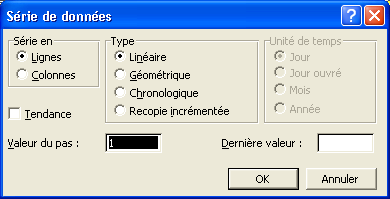 Série de données
Série en
Lignes
Colonnes
Tendance
Type
Linéaire
Géométrique
Chronologique
Recopie incrémentée
Unité de temps
Jour
Jour ouvré
Mois
Année
Valeur du pas : 1
Dernière valeur :
OK
Annuler